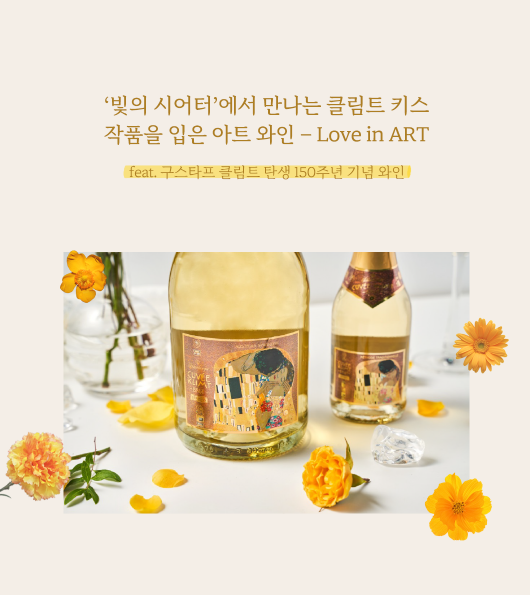 ‘빛의 시어터’에서 만나는 클림트 키스
작품을 입은 아트 와인 – Love in ART
feat. 구스타프 클림트 탄생 150주년 기념 와인
CUVÉE
KLIMT